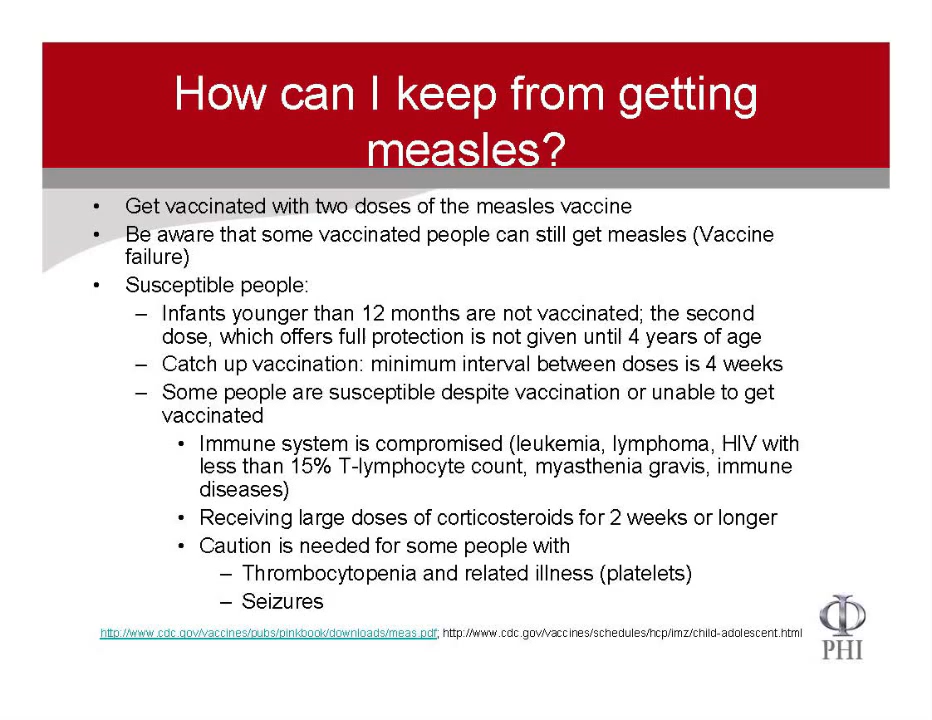 How can I keep from getting
measles?
• Get vaccinated with two doses of the measles vaccine
• Be aware that some vaccinated people can still get measles (Vaccine
failure)
• Susceptible people:
– Infants younger than 12 months are not vaccinated; the second
dose, which offers full protection is not given until 4 years of age
– Catch up vaccination: minimum interval between doses is 4 weeks
– Some people are susceptible despite vaccination or unable to get
vaccinated
• Immune system is compromised (leukemia, lymphoma, HIV with
less than 15% T-lymphocyte count, myasthenia gravis, immune
diseases)
• Receiving large doses of corticosteroids for 2 weeks or longer
• Caution is needed for some people with
– Thrombocytopenia and related illness (platelets)
– Seizures
http://www.cdc.gov/vaccines/pubs/pinkbook/downloads/meas.pdf; http://www.cdc.gov/vaccines/schedules/hcp/imz/child-adolescent.html
PHI